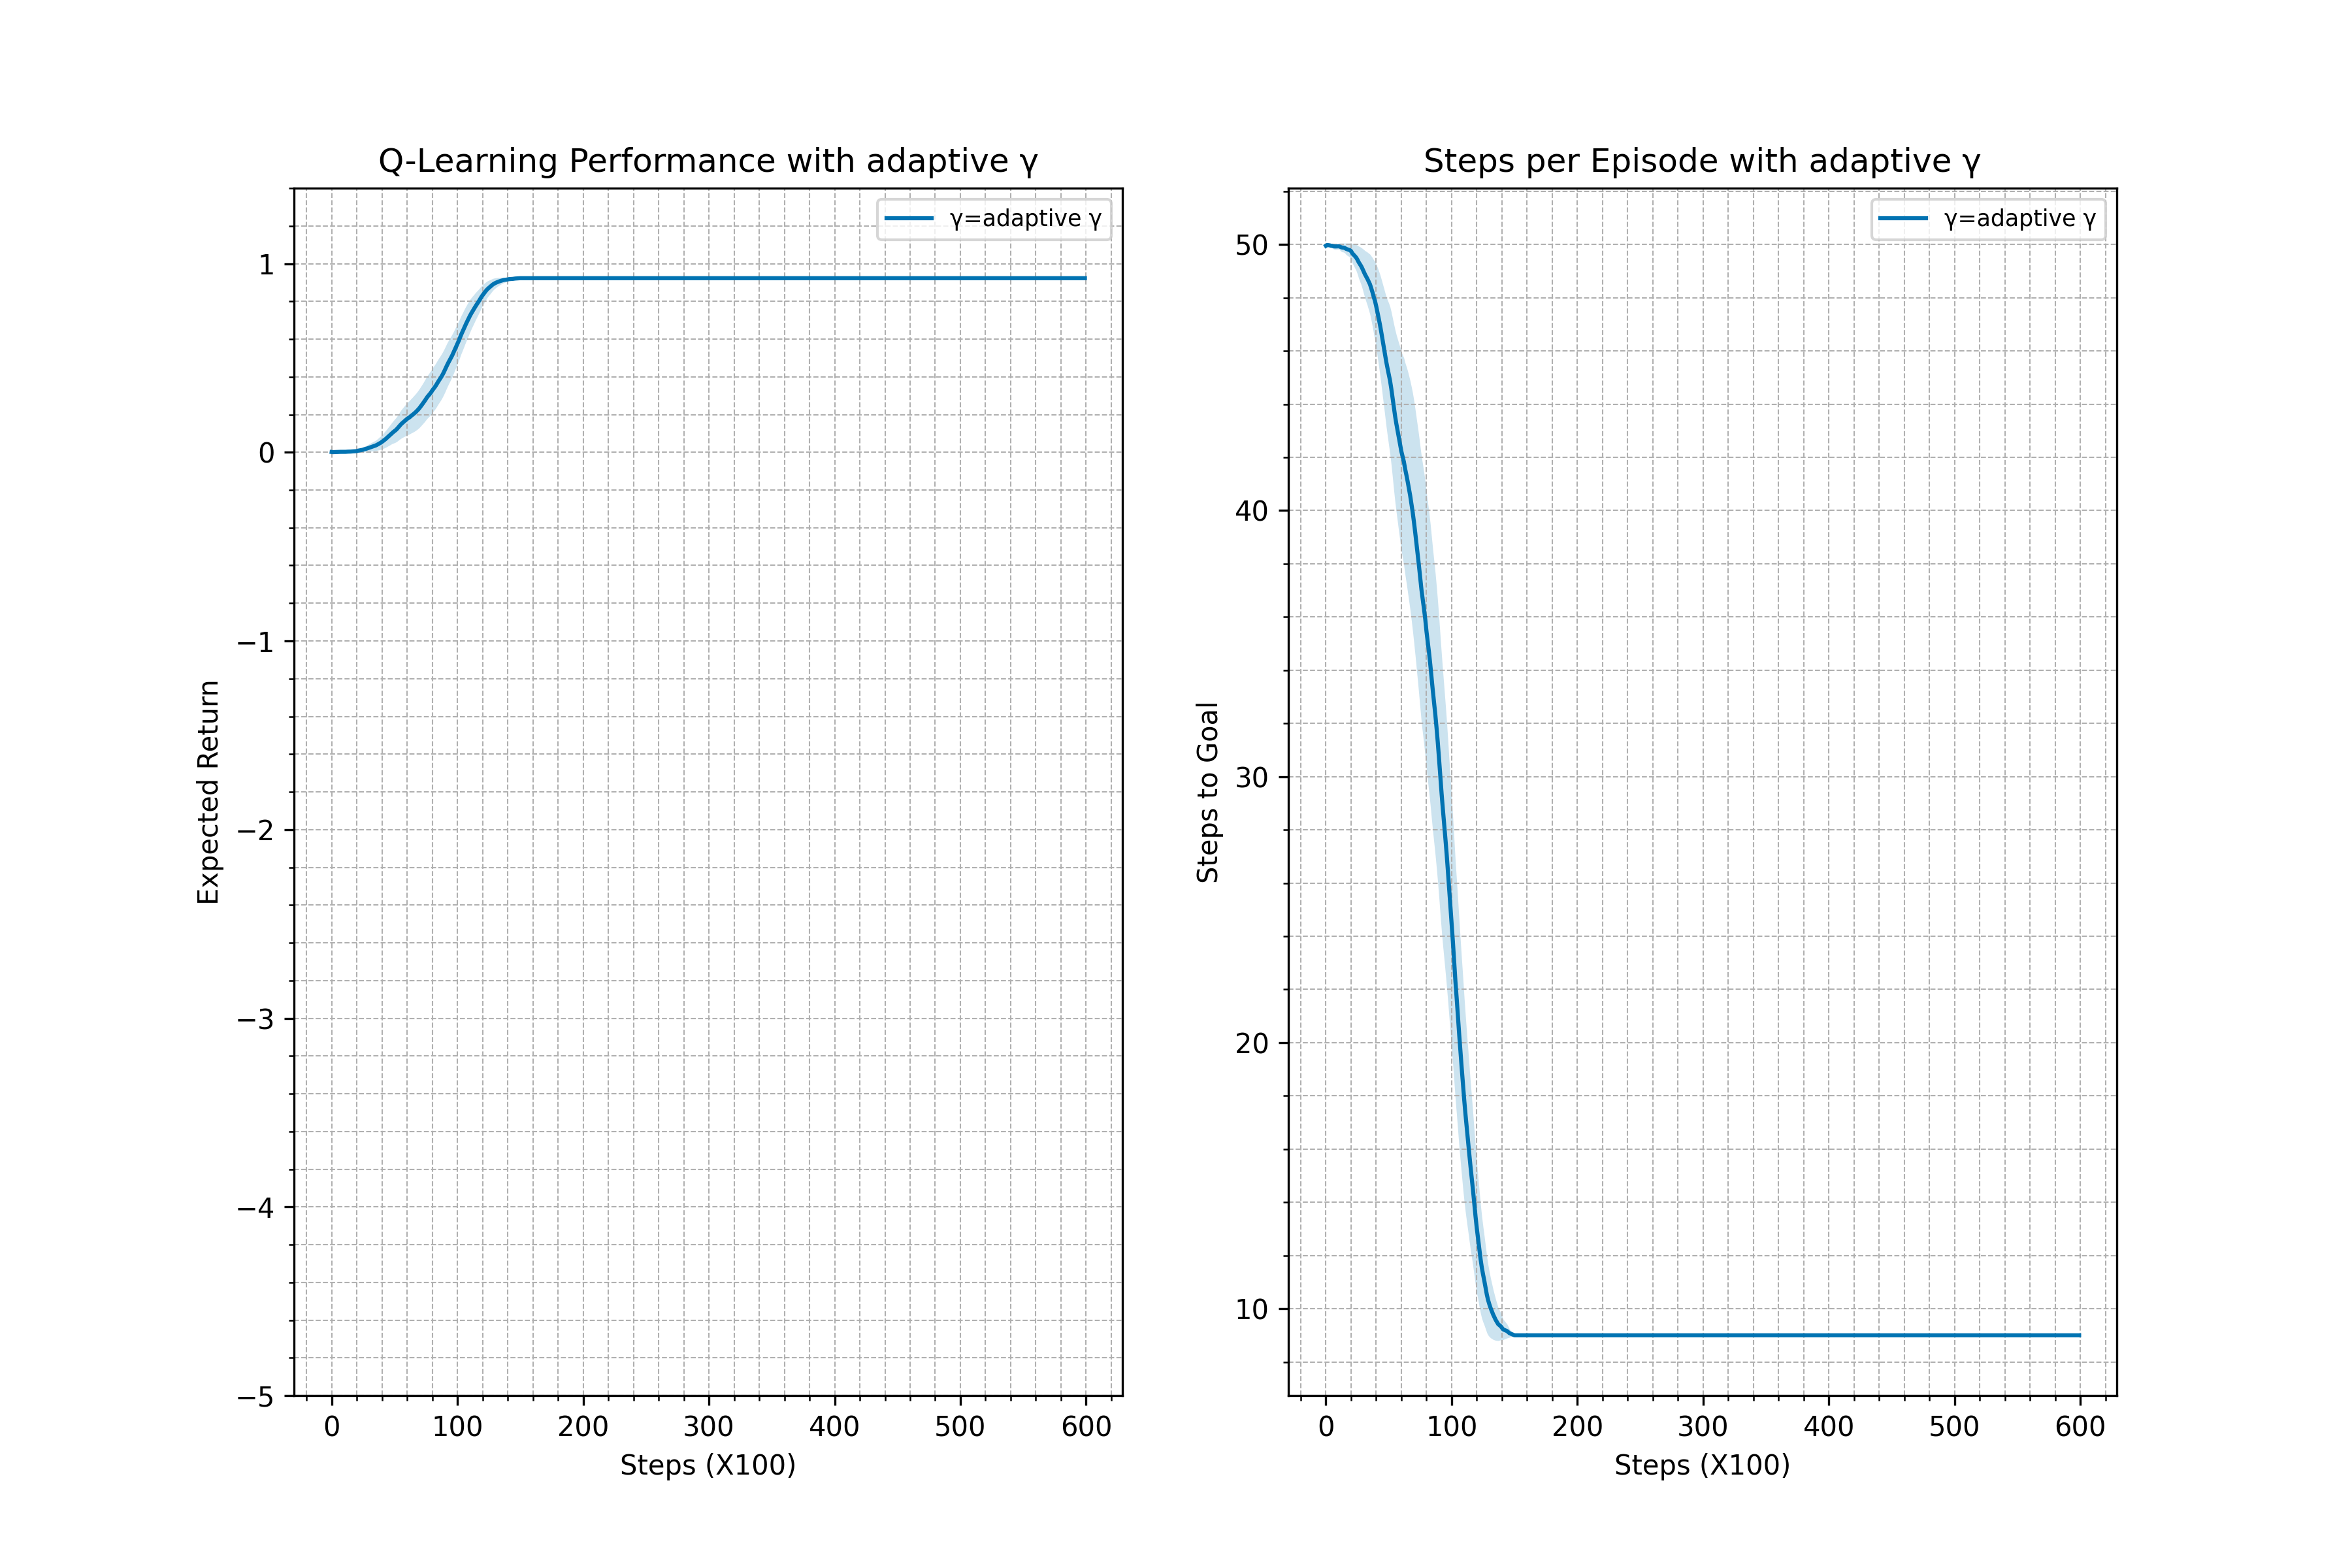 Q-Learning Performance with adaptive γ
γ=adaptive γ
1
0
−1
−2
−3
−4
−5
Expected Return
0 100 200 300 400 500 600
Steps (X100)
Steps per Episode with adaptive γ
γ=adaptive γ
50
40
30
20
10
Steps to Goal
0 100 200 300 400 500 600
Steps (X100)